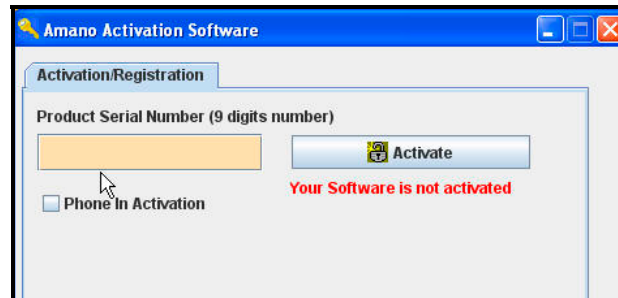 Amano Activation Software
Activation/Registration
Product Serial Number (9 digits number)
Activate
Your Software is not activated
Phone In Activation